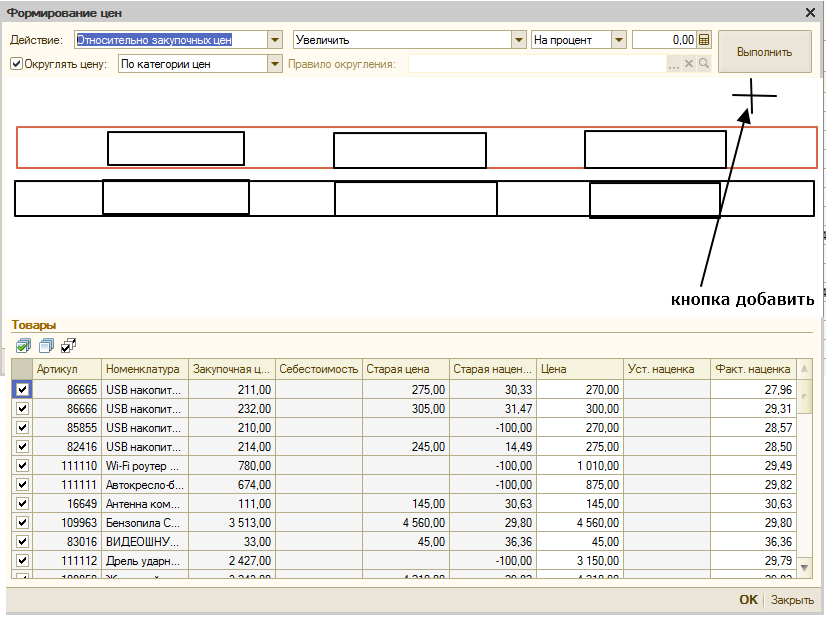 Формирование цен
Действие: Относительно закупочных цен Увеличить На процент 0,00 Выполнить
Округлять цену: По категории цен Правило округления: ...
кнопка добавить
Товары
Артикул Номенклатура Закупочная ц... Себестоимость Старая цена Старая нацен... Цена Уст. наценка Факт. наценка
86665 USB накопит... 211,00 275,00 30,33 270,00 27,96
86666 USB накопит... 232,00 305,00 31,47 300,00 29,31
85855 USB накопит... 210,00 -100,00 270,00 28,57
82416 USB накопит... 214,00 245,00 14,49 275,00 28,50
111110 Wi-Fi роутер ... 780,00 -100,00 1 010,00 29,49
111111 Автокресло-б... 674,00 -100,00 875,00 29,82
16649 Антенна ком... 111,00 145,00 30,63 145,00 30,63
109963 Бензопила С... 3 513,00 4 560,00 29,80 4 560,00 29,80
83016 ВИДЕОШНУ... 33,00 45,00 36,36 45,00 36,36
111112 Дрель ударн... 2 427,00 -100,00 3 150,00 29,79
OK Закрыть